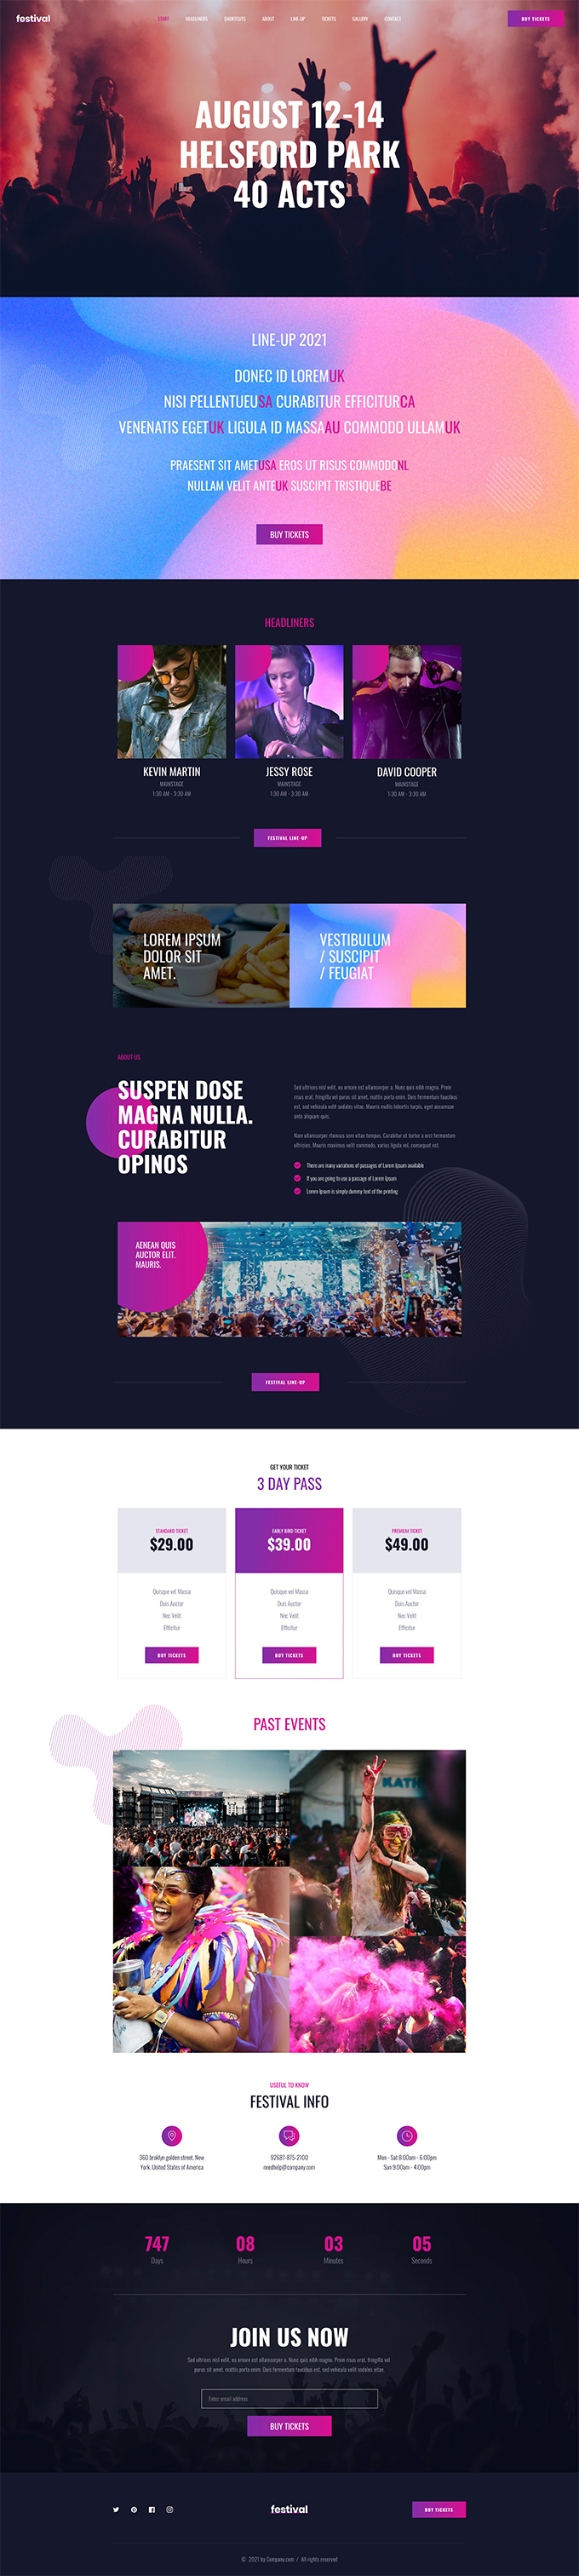 festival
START HEADLINERS SHORTCUTS ABOUT LINE-UP TICKETS GALLERY CONTACT
BUY TICKETS
AUGUST 12-14
HELSFORD PARK
40 ACTS
LINE-UP 2021
DONEC ID LOREMUK
NISI PELLENTUEUSA CURABITUR EFFICITURCA
VENENATIS EGETUK LIGULA ID MASSAAU COMMODO ULLAMUK
PRAESENT SIT AMETUSA EROS UT RISUS COMMODONL
NULLAM VELIT ANTEUK SUSCIPIT TRISTIQUEBE
BUY TICKETS
HEADLINERS
KEVIN MARTIN
MAINSTAGE
1:30 AM - 3:30 AM
JESSY ROSE
MAINSTAGE
1:30 AM - 3:30 AM
DAVID COOPER
MAINSTAGE
1:30 AM - 3:30 AM
FESTIVAL LINE-UP
LOREM IPSUM
DOLOR SIT
AMET.
VESTIBULUM
/ SUSCIPIT
/ FEUGIAT
ABOUT US
SUSPEN DOSE
MAGNA NULLA.
CURABITUR
OPINOS
Sed ultrices nisl velit, eu ornare est ullamcorper a. Nunc quis nibh magna. Proin
risus erat, fringilla vel purus sit amet, mattis porta enim. Duis fermentum faucibus
est, sed vehicula velit sodales vitae. Mauris mollis lobortis turpis, eget accumsan
ante aliquam quis.
Nam ullamcorper rhoncus sem vitae tempus. Curabitur ut tortor a orci fermentum
ultricies. Mauris maximus velit commodo, varius ligula vel, consequat est.
There are many variations of passages of Lorem Ipsum available
If you are going to use a passage of Lorem Ipsum
Lorem Ipsum is simply dummy text of the printing
AENEAN QUIS
AUCTOR ELIT.
MAURIS.
FESTIVAL LINE-UP
GET YOUR TICKET
3 DAY PASS
STANDARD TICKET
$29.00
Quisque vel Massa
Duis Auctor
Nec Velit
Efficitur
BUY TICKETS
EARLY BIRD TICKET
$39.00
Quisque vel Massa
Duis Auctor
Nec Velit
Efficitur
BUY TICKETS
PREMIUM TICKET
$49.00
Quisque vel Massa
Duis Auctor
Nec Velit
Efficitur
BUY TICKETS
PAST EVENTS
KATH
USEFUL TO KNOW
FESTIVAL INFO
360 broklyn golden street. New
York. United States of America
92687-875-2100
needhelp@company.com
Mon - Sat 8:00am - 6:00pm
Sun 9:00am - 4:00pm
747 08 03 05
Days Hours Minutes Seconds
JOIN US NOW
Sed ultrices nisl velit, eu ornare est ullamcorper a. Nunc quis nibh magna. Proin risus erat, fringilla vel
purus sit amet, mattis porta enim. Duis fermentum faucibus est, sed vehicula velit sodales vitae.
Enter email address
BUY TICKETS
festival
BUY TICKETS
© 2021 by Company.com / All rights reserved